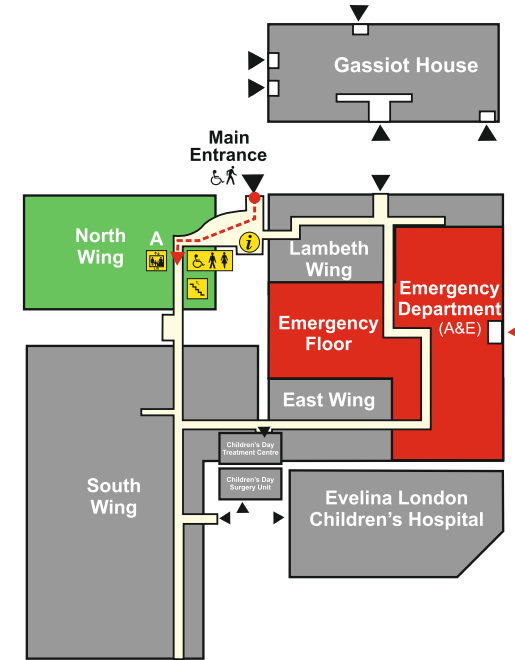 Gassiot House
Main
Entrance
North
Wing
A
i
Lambeth
Wing
Emergency
Department
(A&E)
Emergency
Floor
East Wing
Children's Day
Treatment Centre
Children's Day
Surgery Unit
South
Wing
Evelina London
Children's Hospital